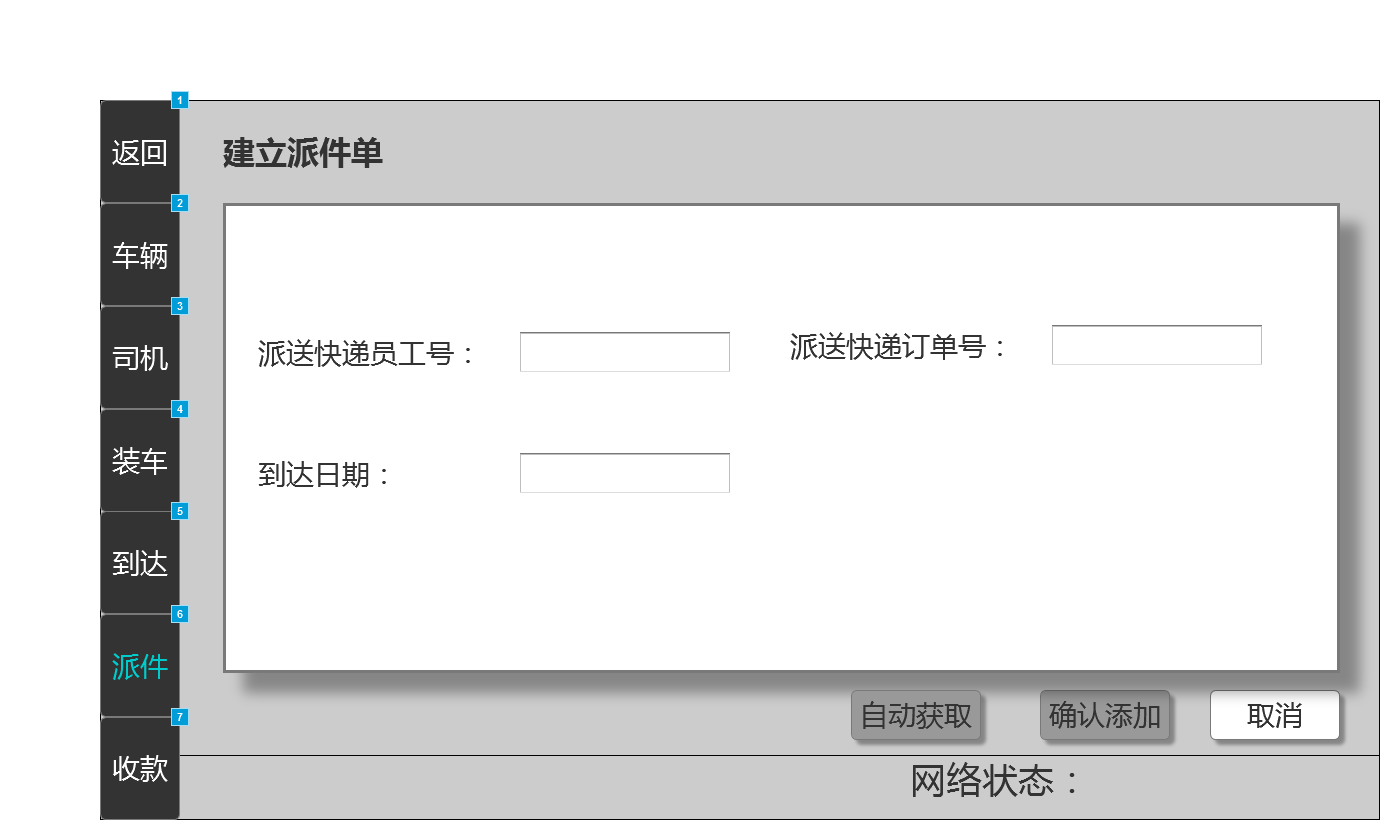 1
返回
建立派件单
2
车辆
3
司机
派送快递员工号：
派送快递订单号：
4
装车
到达日期：
5
到达
6
派件
7
自动获取
确认添加
取消
收款
网络状态：